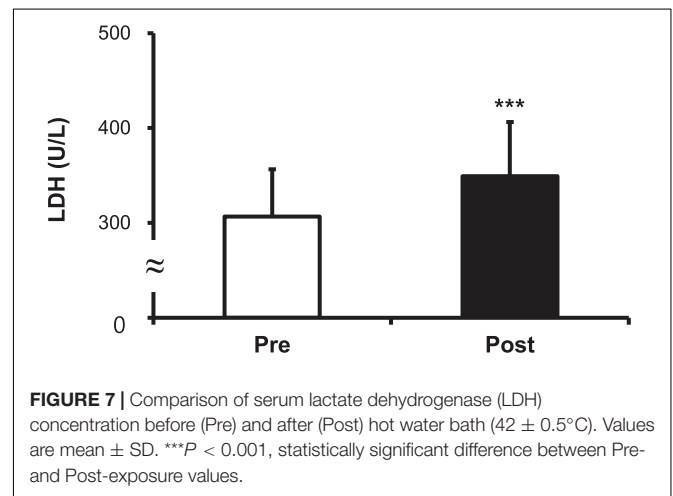 500
400
300
0
LDH (U/L)
≈
***
Pre Post
FIGURE 7 | Comparison of serum lactate dehydrogenase (LDH)
concentration before (Pre) and after (Post) hot water bath (42 ± 0.5°C). Values
are mean ± SD. ***P < 0.001, statistically significant difference between Pre-
and Post-exposure values.